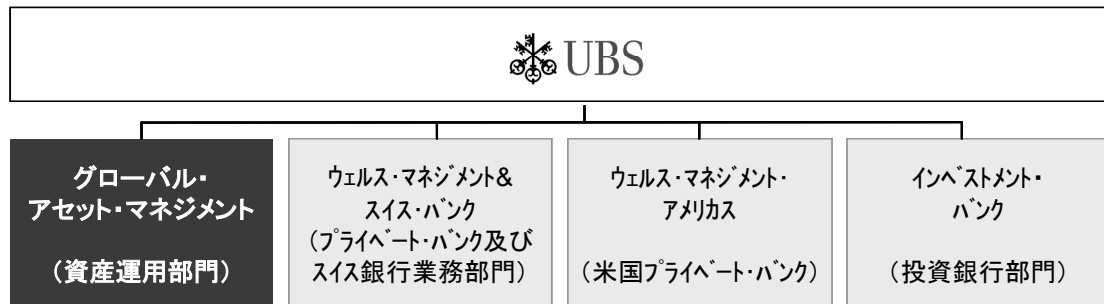 UBS
グローバル・
アセット・マネジメント
（資産運用部門）
ウェルス・マネジメント＆
スイス・バンク
（プライベート・バンク及び
スイス銀行業務部門）
ウェルス・マネジメント・
アメリカス
（米国プライベート・バンク）
インベストメント・
バンク
（投資銀行部門）